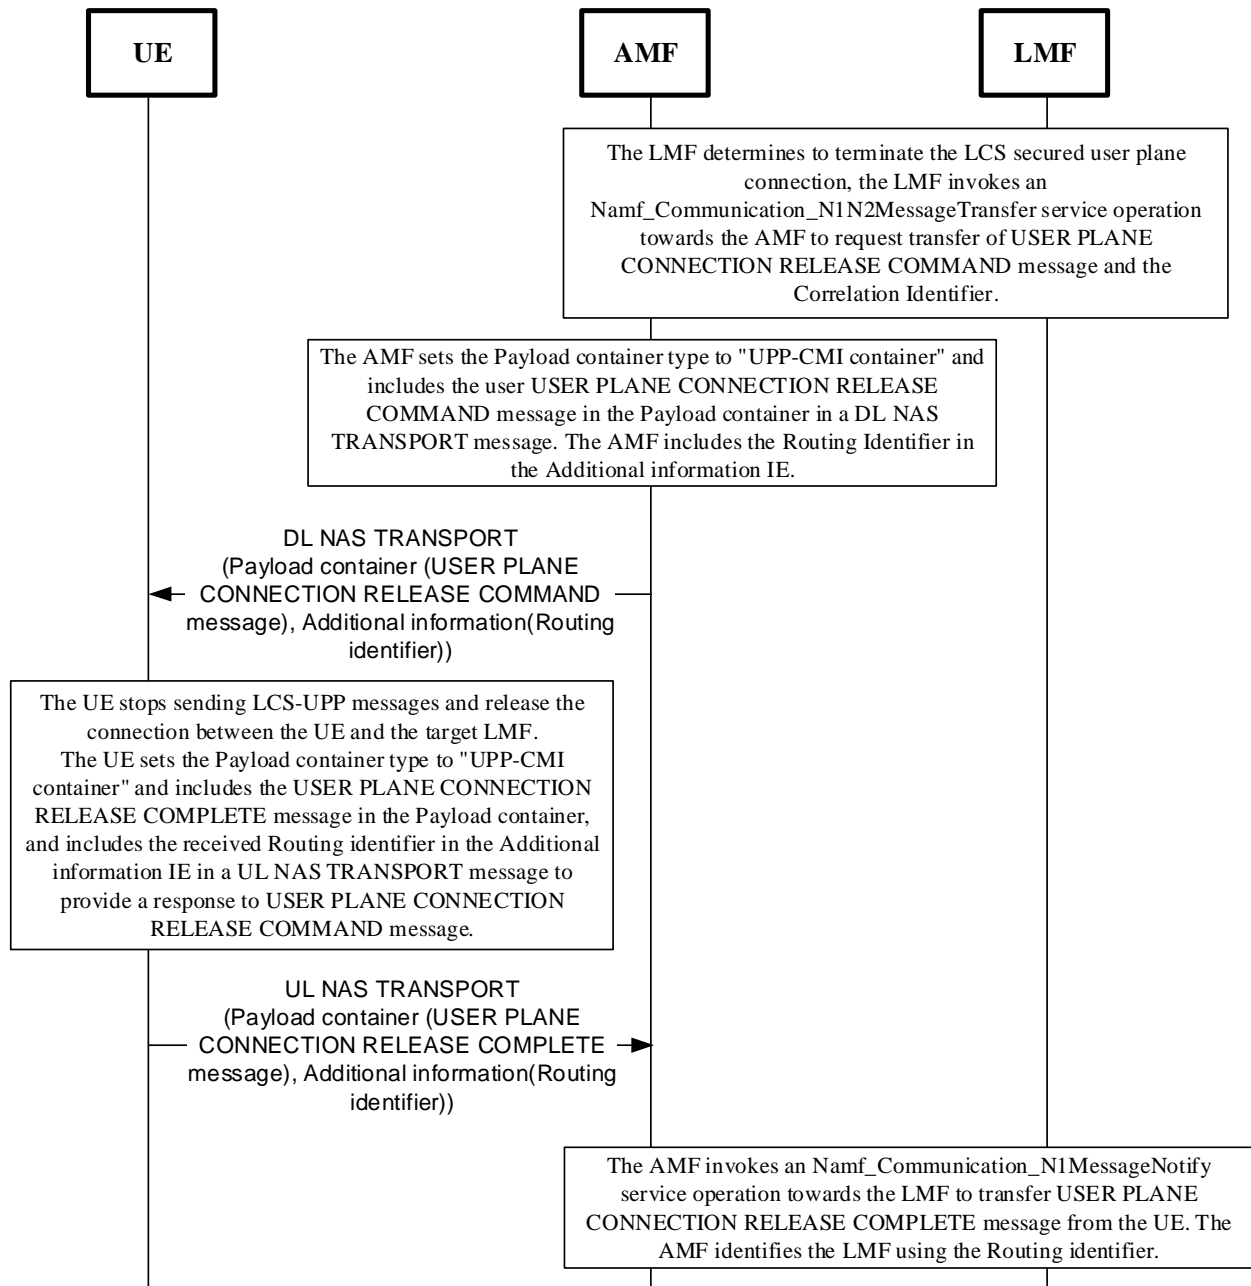 UE
AMF
LMF
The LMF determines to terminate the LCS secured user plane
connection, the LMF invokes an
Namf_Communication_N1N2MessageTransfer service operation
towards the AMF to request transfer of USER PLANE
CONNECTION RELEASE COMMAND message and the
Correlation Identifier.
The AMF sets the Payload container type to "UPP-CMI container" and
includes the user USER PLANE CONNECTION RELEASE
COMMAND message in the Payload container in a DL NAS
TRANSPORT message. The AMF includes the Routing Identifier in
the Additional information IE.
DL NAS TRANSPORT
(Payload container (USER PLANE
CONNECTION RELEASE COMMAND
message), Additional information(Routing
identifier))
The UE stops sending LCS-UPP messages and release the
connection between the UE and the target LMF.
The UE sets the Payload container type to "UPP-CMI
container" and includes the USER PLANE CONNECTION
RELEASE COMPLETE message in the Payload container,
and includes the received Routing identifier in the Additional
information IE in a UL NAS TRANSPORT message to
provide a response to USER PLANE CONNECTION
RELEASE COMMAND message.
UL NAS TRANSPORT
(Payload container (USER PLANE
CONNECTION RELEASE COMPLETE
message), Additional information(Routing
identifier))
The AMF invokes an Namf_Communication_N1MessageNotify
service operation towards the LMF to transfer USER PLANE
CONNECTION RELEASE COMPLETE message from the UE. The
AMF identifies the LMF using the Routing identifier.